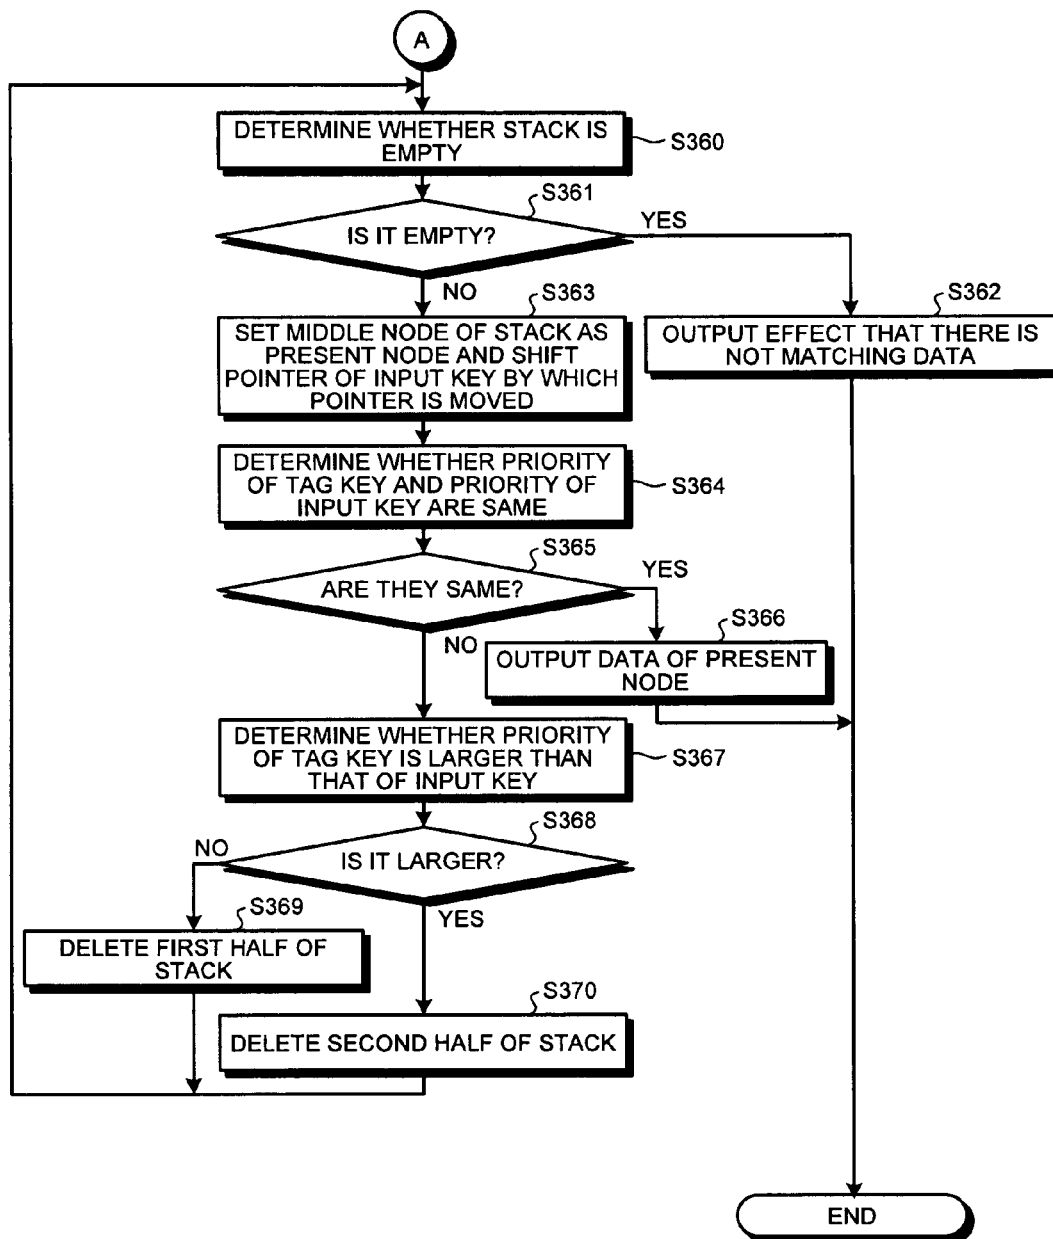 A
DETERMINE WHETHER STACK IS
EMPTY
S360
S361
IS IT EMPTY?
YES
NO
S363
SET MIDDLE NODE OF STACK AS
PRESENT NODE AND SHIFT
POINTER OF INPUT KEY BY WHICH
POINTER IS MOVED
S362
OUTPUT EFFECT THAT THERE IS
NOT MATCHING DATA
DETERMINE WHETHER PRIORITY
OF TAG KEY AND PRIORITY OF
INPUT KEY ARE SAME
S364
S365
ARE THEY SAME?
YES
NO
S366
OUTPUT DATA OF PRESENT
NODE
DETERMINE WHETHER PRIORITY
OF TAG KEY IS LARGER THAN
THAT OF INPUT KEY
S367
S368
IS IT LARGER?
NO
YES
S369
DELETE FIRST HALF OF
STACK
S370
DELETE SECOND HALF OF STACK
END